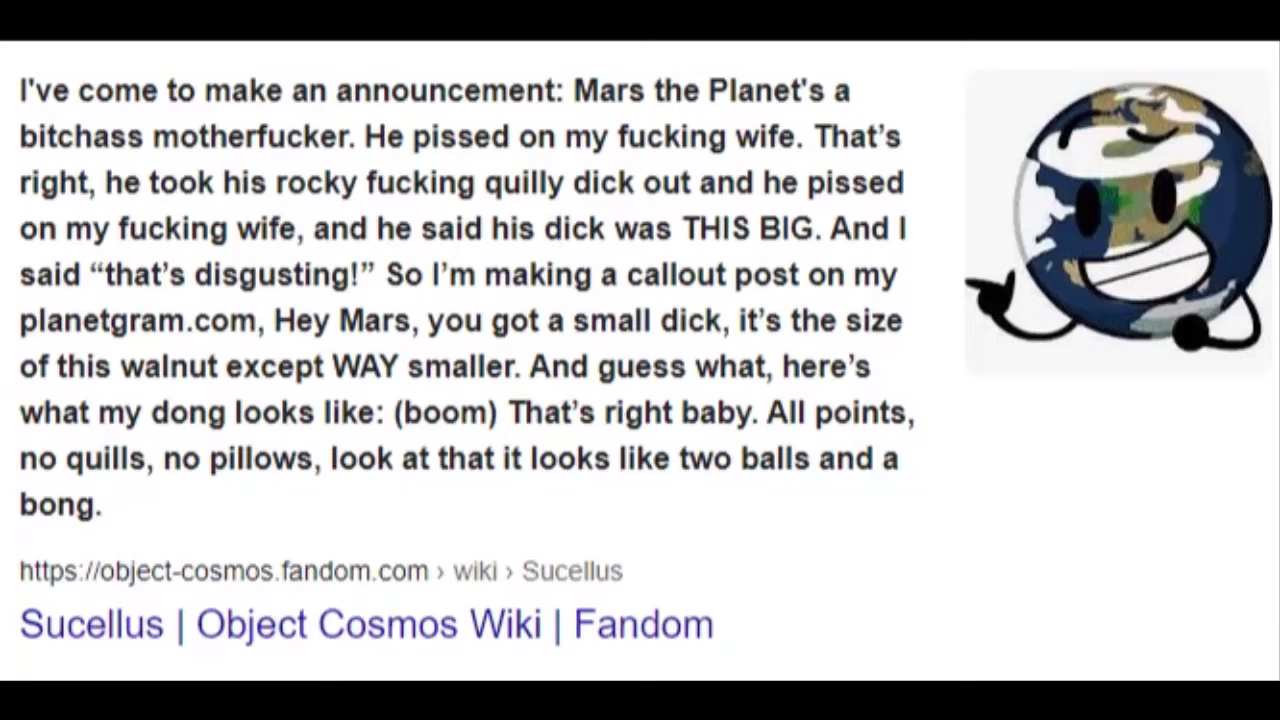 I've come to make an announcement: Mars the Planet's a
bitchass motherfucker. He pissed on my fucking wife. That’s
right, he took his rocky fucking quilly dick out and he pissed
on my fucking wife, and he said his dick was THIS BIG. And I
said “that’s disgusting!” So I’m making a callout post on my
planetgram.com, Hey Mars, you got a small dick, it’s the size
of this walnut except WAY smaller. And guess what, here’s
what my dong looks like: (boom) That’s right baby. All points,
no quills, no pillows, look at that it looks like two balls and a
bong.
https://object-cosmos.fandom.com › wiki › Sucellus
Sucellus | Object Cosmos Wiki | Fandom